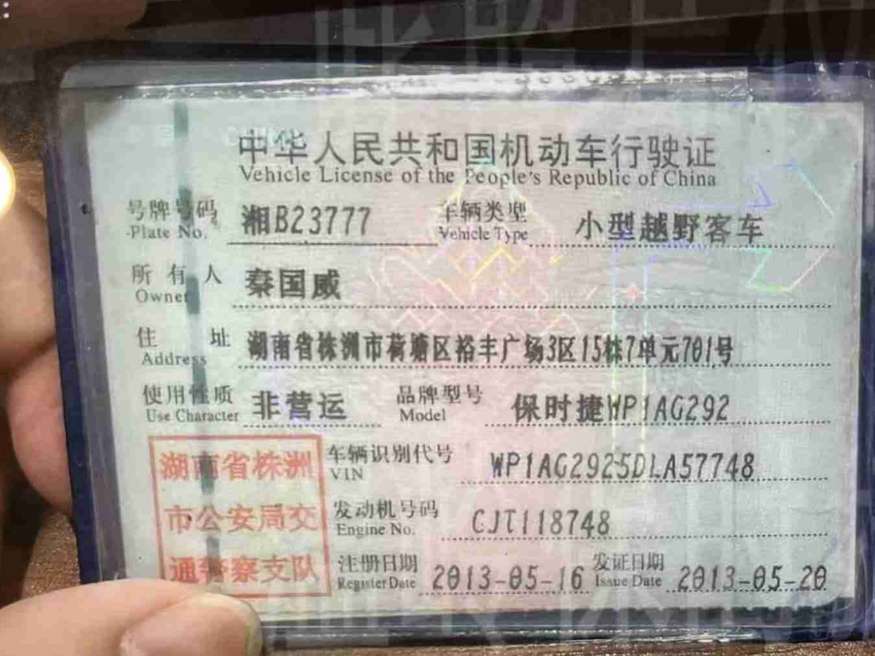 中华人民共和国机动车行驶证
Vehicle License of the People's Republic of China
号牌号码 湘B23777 车辆类型 小型越野客车
Plate No. Vehicle Type
所有人 秦国威
Owner
住址 湖南省株洲市荷塘区裕丰广场3区15栋7单元701号
Address
使用性质 非营运 品牌型号 保时捷WP1AG292
Use Character Model
湖南省株洲 车辆识别代号 WP1AG2925DLA57748
VIN
市公安局交 发动机号码 CJT118748
Engine No.
通警察支队 注册日期 2013-05-16 发证日期 2013-05-20
Register Date Issue Date